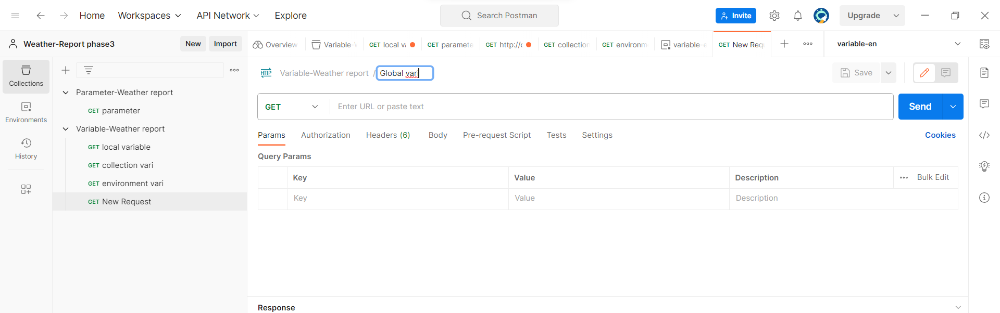 Home Workspaces API Network Explore Search Postman Invite Upgrade
Weather-Report phase3 New Import Overview Variable-W GET local va GET paramete GET http://c GET collection GET environm variable-e GET New Requ variable-en
Collections
Environments
History
Parameter-Weather report
GET parameter
Variable-Weather report
GET local variable
GET collection vari
GET environment vari
GET New Request
HTTP Variable-Weather report / Global vari Save
GET Enter URL or paste text Send
Params Authorization Headers (6) Body Pre-request Script Tests Settings Cookies
Query Params
Key Value Description Bulk Edit
Key Value Description
Response